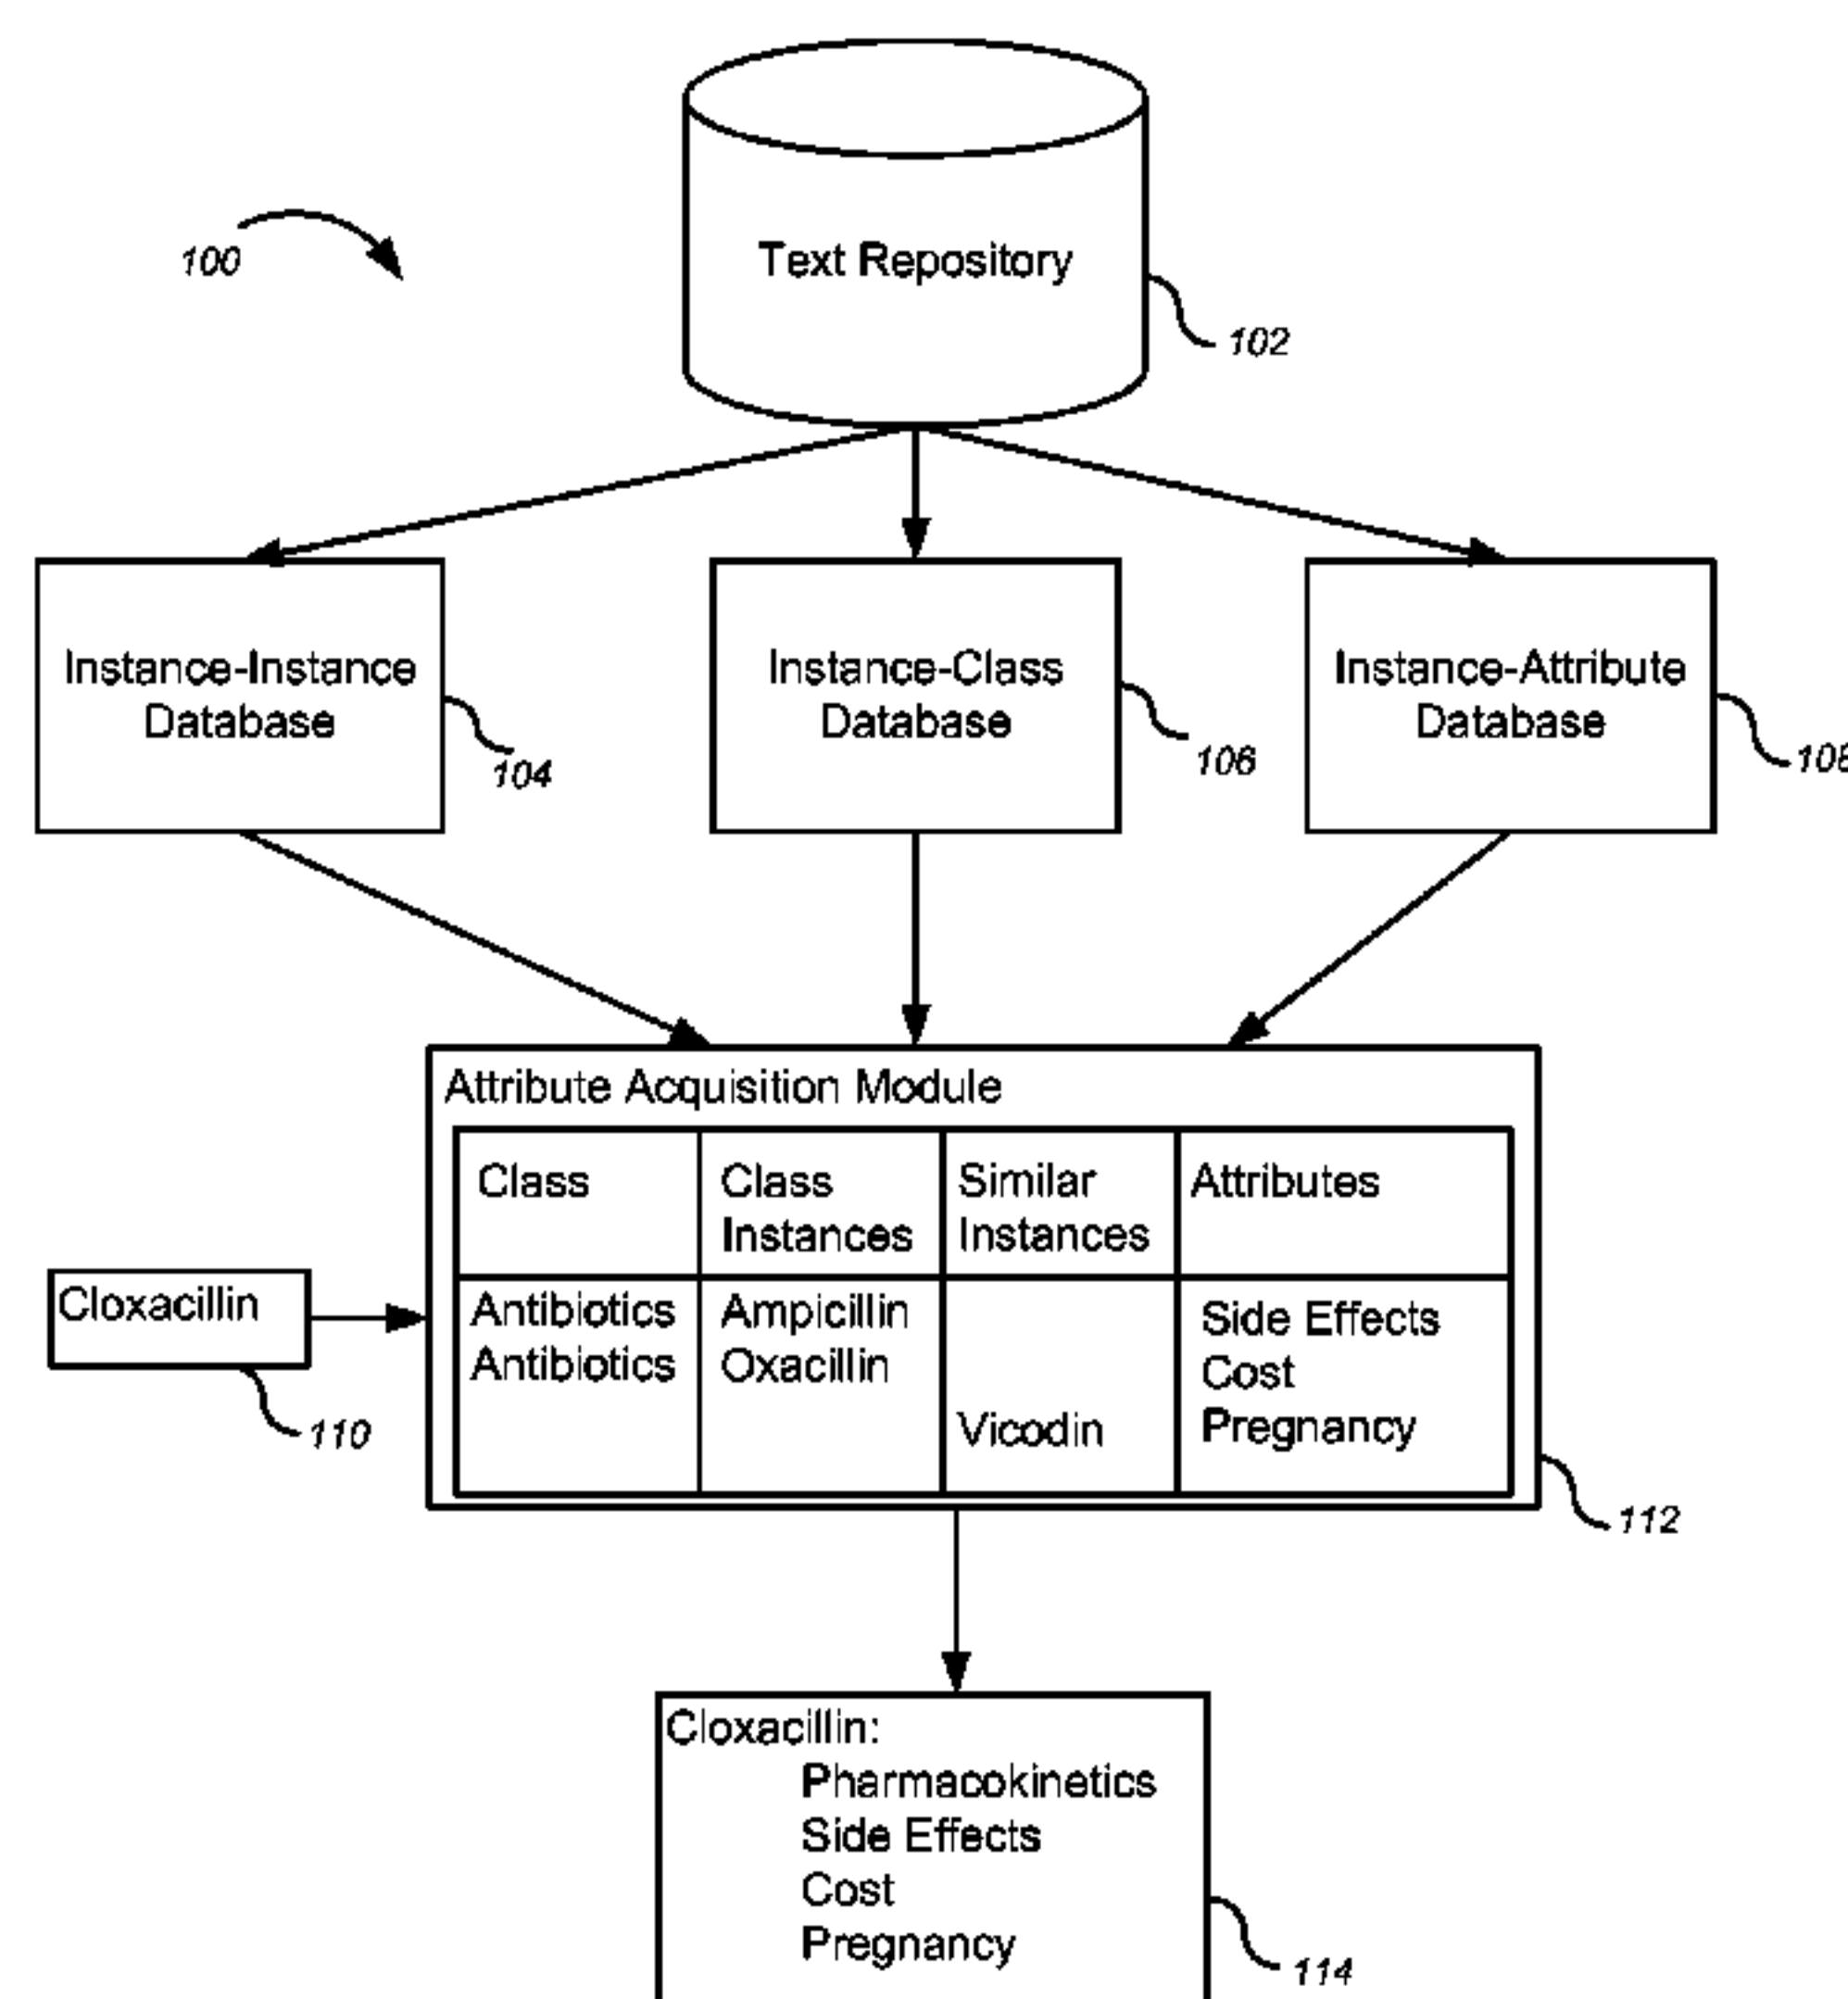 Text Repository
100
102
Instance-Instance
Database
104
Instance-Class
Database
106
Instance-Attribute
Database
108
Attribute Acquisition Module
Class
Class
Instances
Similar
Instances
Attributes
Cloxacillin
110
Antibiotics
Antibiotics
Ampicillin
Oxacillin
Vicodin
Side Effects
Cost
Pregnancy
112
Cloxacillin:
Pharmacokinetics
Side Effects
Cost
Pregnancy
114